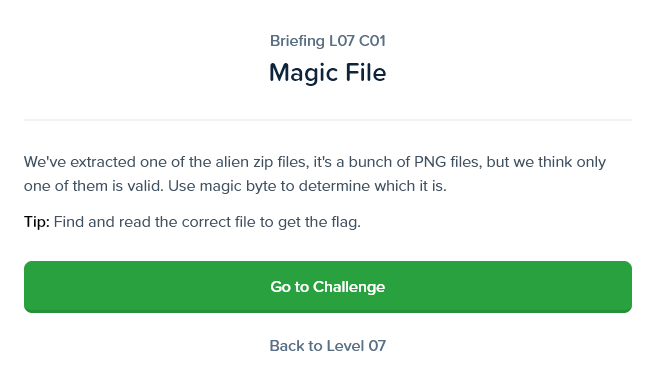 Briefing L07 C01
Magic File
We've extracted one of the alien zip files, it's a bunch of PNG files, but we think only
one of them is valid. Use magic byte to determine which it is.
Tip: Find and read the correct file to get the flag.
Go to Challenge
Back to Level 07